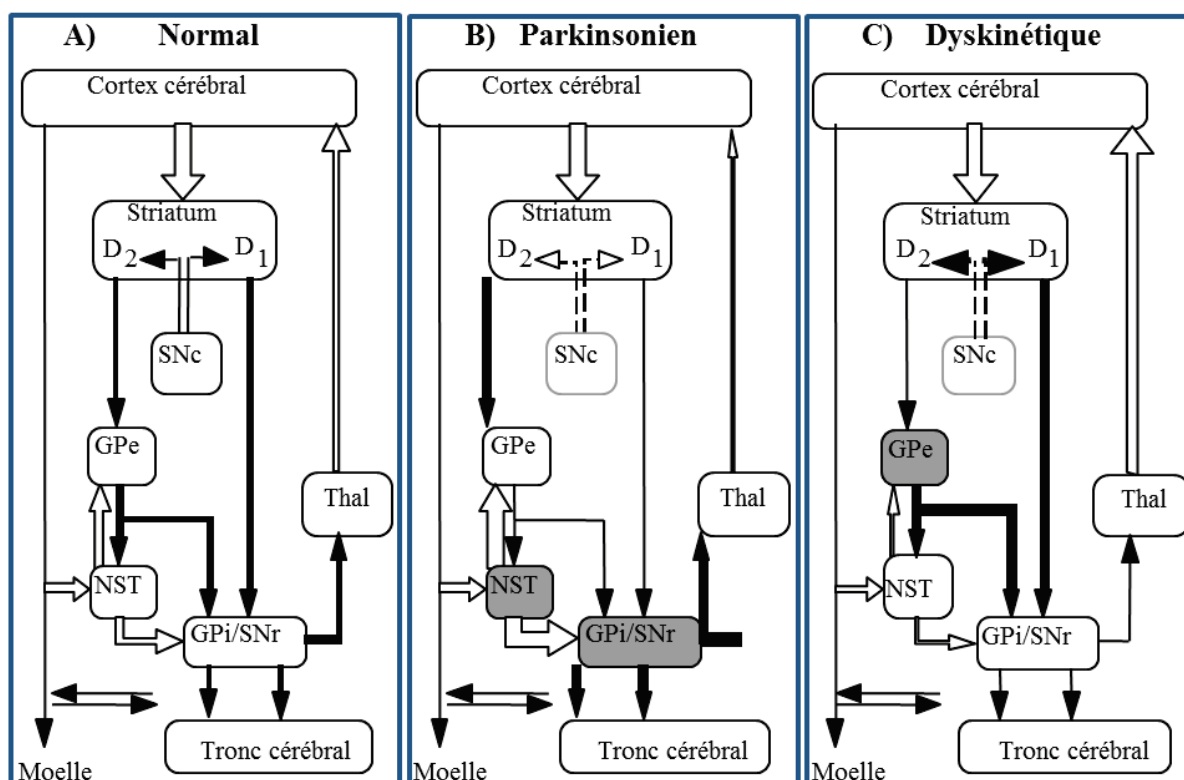 A) Normal
Cortex cérébral
Striatum
D2 D1
SNc
GPe
Thal
NST
GPi/SNr
Tronc cérébral
Moelle
B) Parkinsonien
Cortex cérébral
Striatum
D2 D1
SNc
GPe
Thal
NST
GPi/SNr
Tronc cérébral
Moelle
C) Dyskinétique
Cortex cérébral
Striatum
D2 D1
SNc
GPe
Thal
NST
GPi/SNr
Tronc cérébral
Moelle